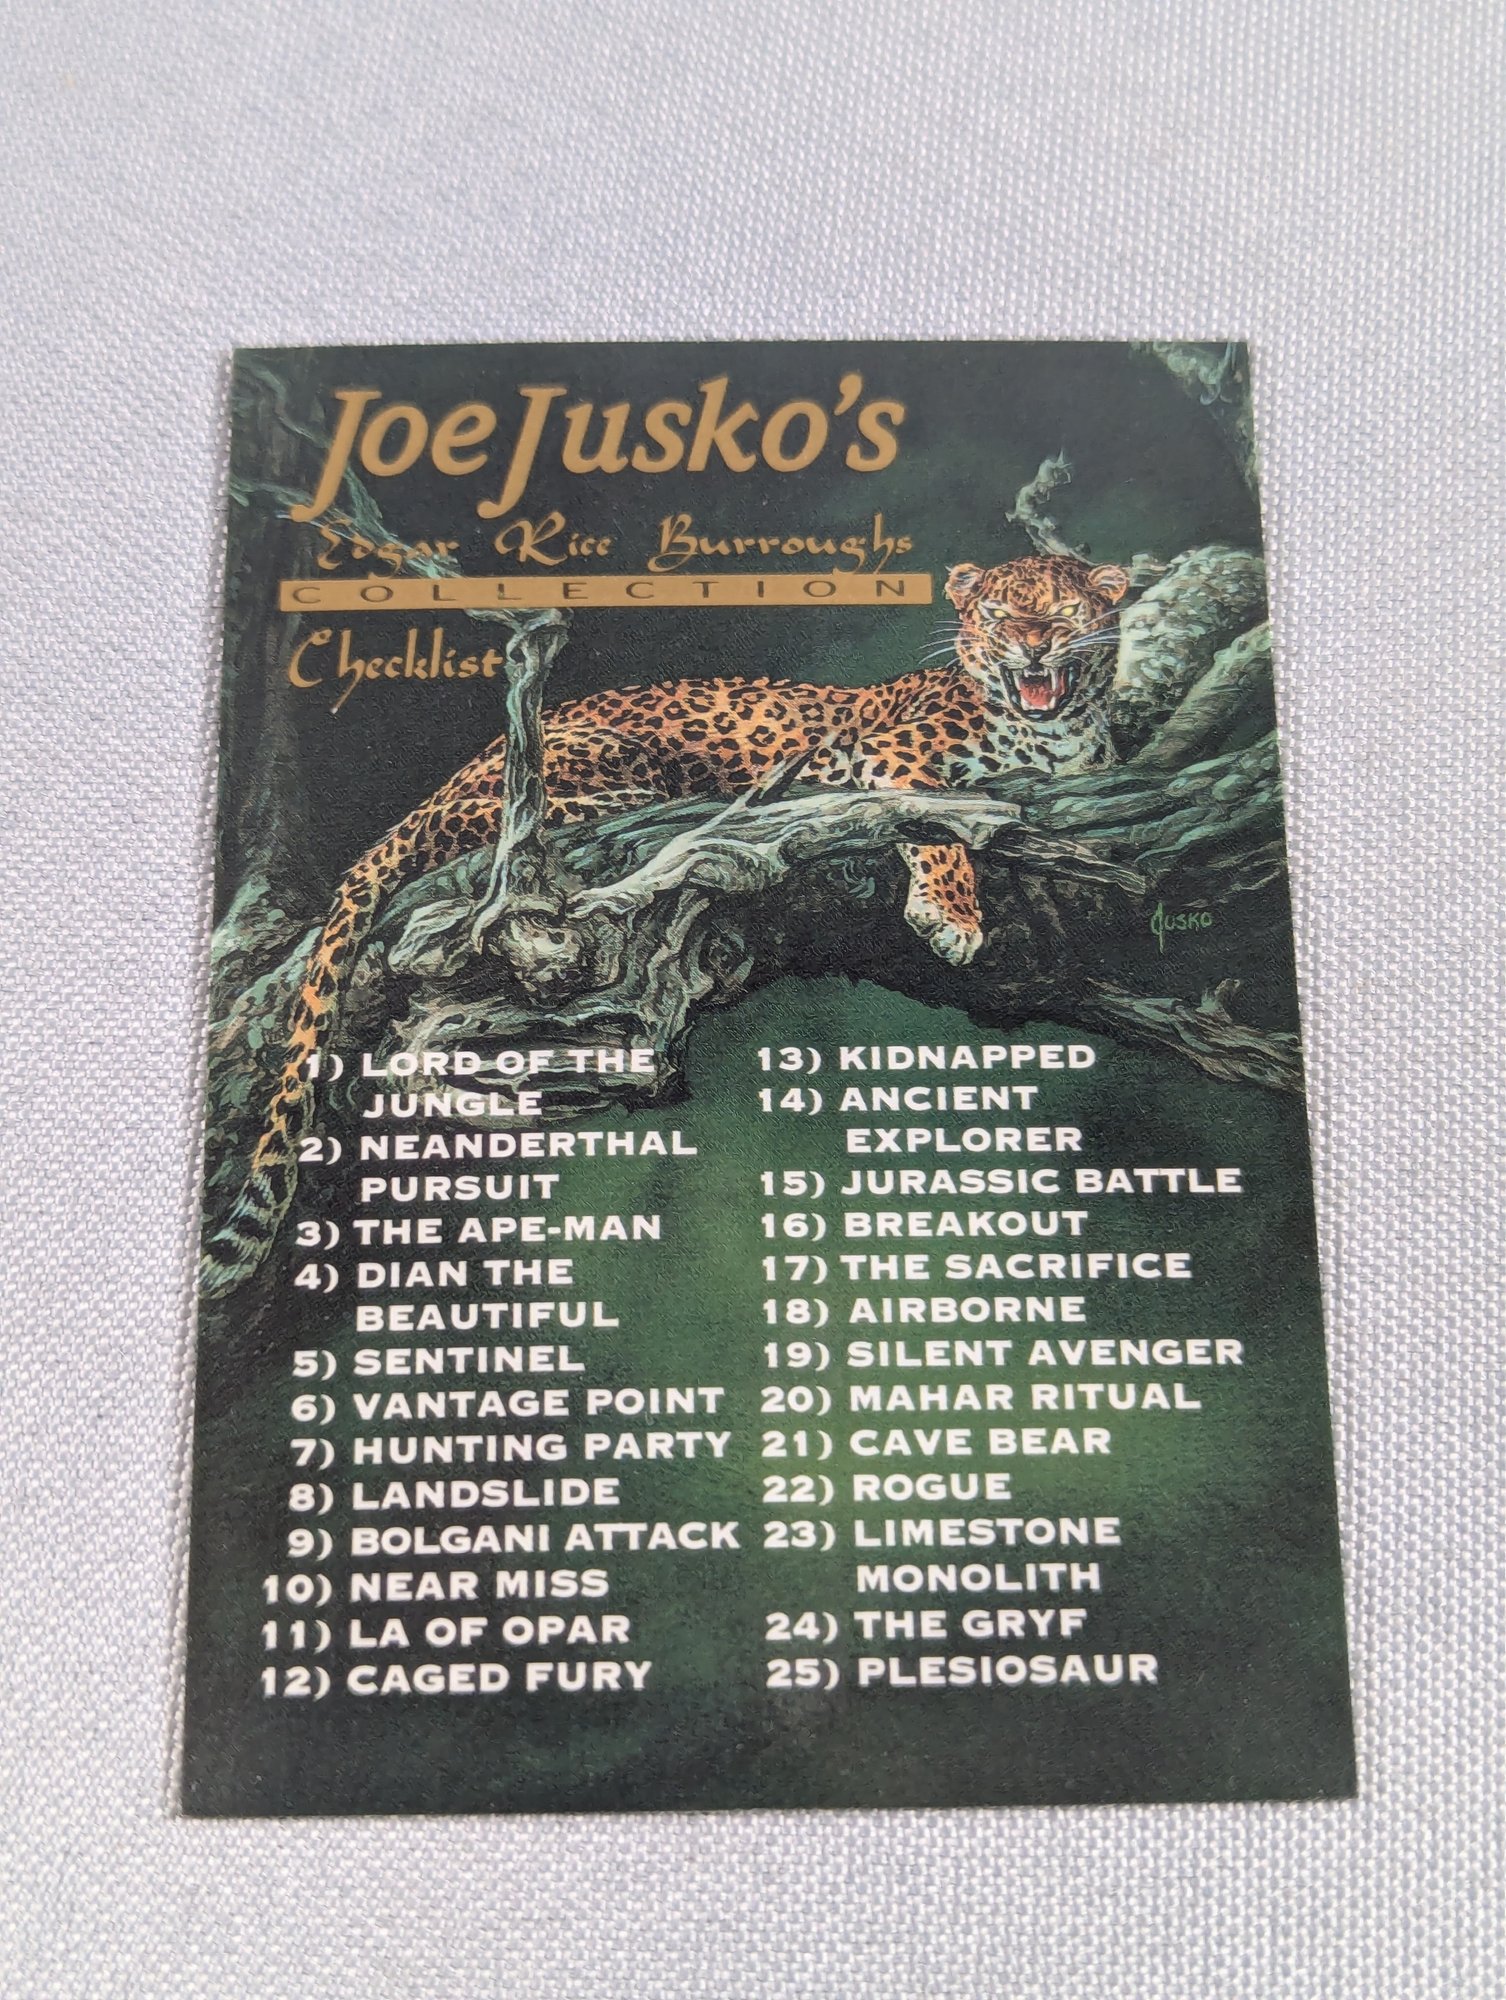 Joe Jusko's
Edgar Rice Burroughs
COLLECTION
Checklist
JUSKO
1) LORD OF THE
JUNGLE
2) NEANDERTHAL
PURSUIT
3) THE APE-MAN
4) DIAN THE
BEAUTIFUL
5) SENTINEL
6) VANTAGE POINT
7) HUNTING PARTY
8) LANDSLIDE
9) BOLGANI ATTACK
10) NEAR MISS
11) LA OF OPAR
12) CAGED FURY
13) KIDNAPPED
14) ANCIENT
EXPLORER
15) JURASSIC BATTLE
16) BREAKOUT
17) THE SACRIFICE
18) AIRBORNE
19) SILENT AVENGER
20) MAHAR RITUAL
21) CAVE BEAR
22) ROGUE
23) LIMESTONE
MONOLITH
24) THE GRYF
25) PLESIOSAUR